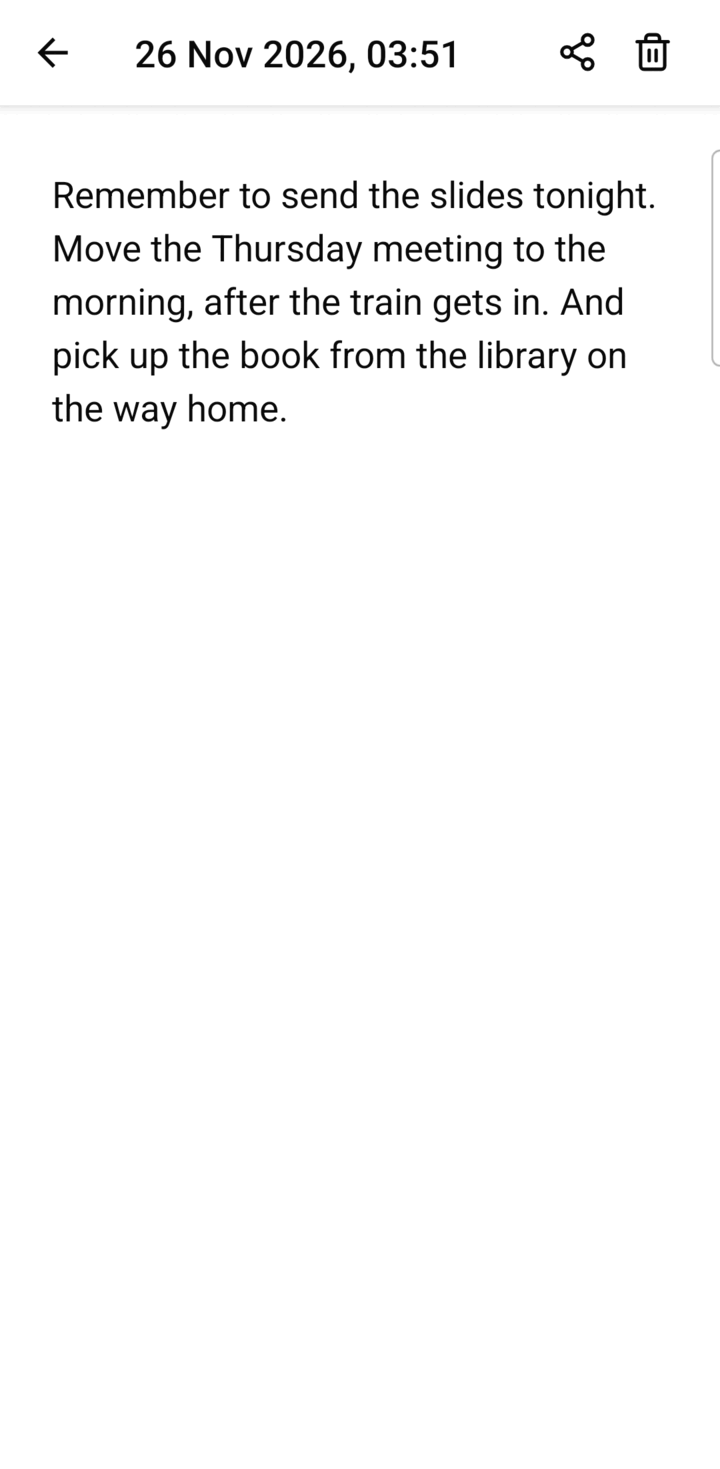 26 Nov 2026, 03:51
Remember to send the slides tonight.
Move the Thursday meeting to the
morning, after the train gets in. And
pick up the book from the library on
the way home.